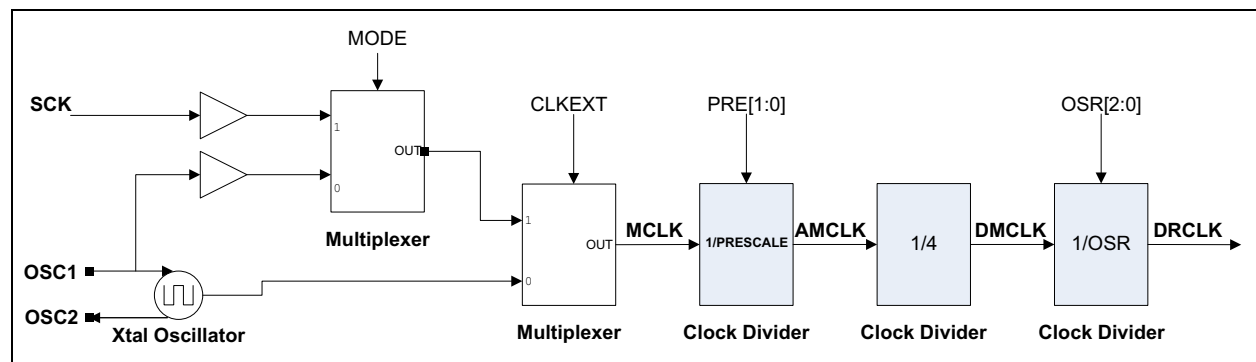 MODE
SCK
1
OUT
0
Multiplexer
CLKEXT
1
OUT
0
Multiplexer
OSC1
OSC2
Xtal Oscillator
MCLK
PRE[1:0]
1/PRESCALE
Clock Divider
AMCLK
1/4
Clock Divider
DMCLK
OSR[2:0]
1/OSR
Clock Divider
DRCLK